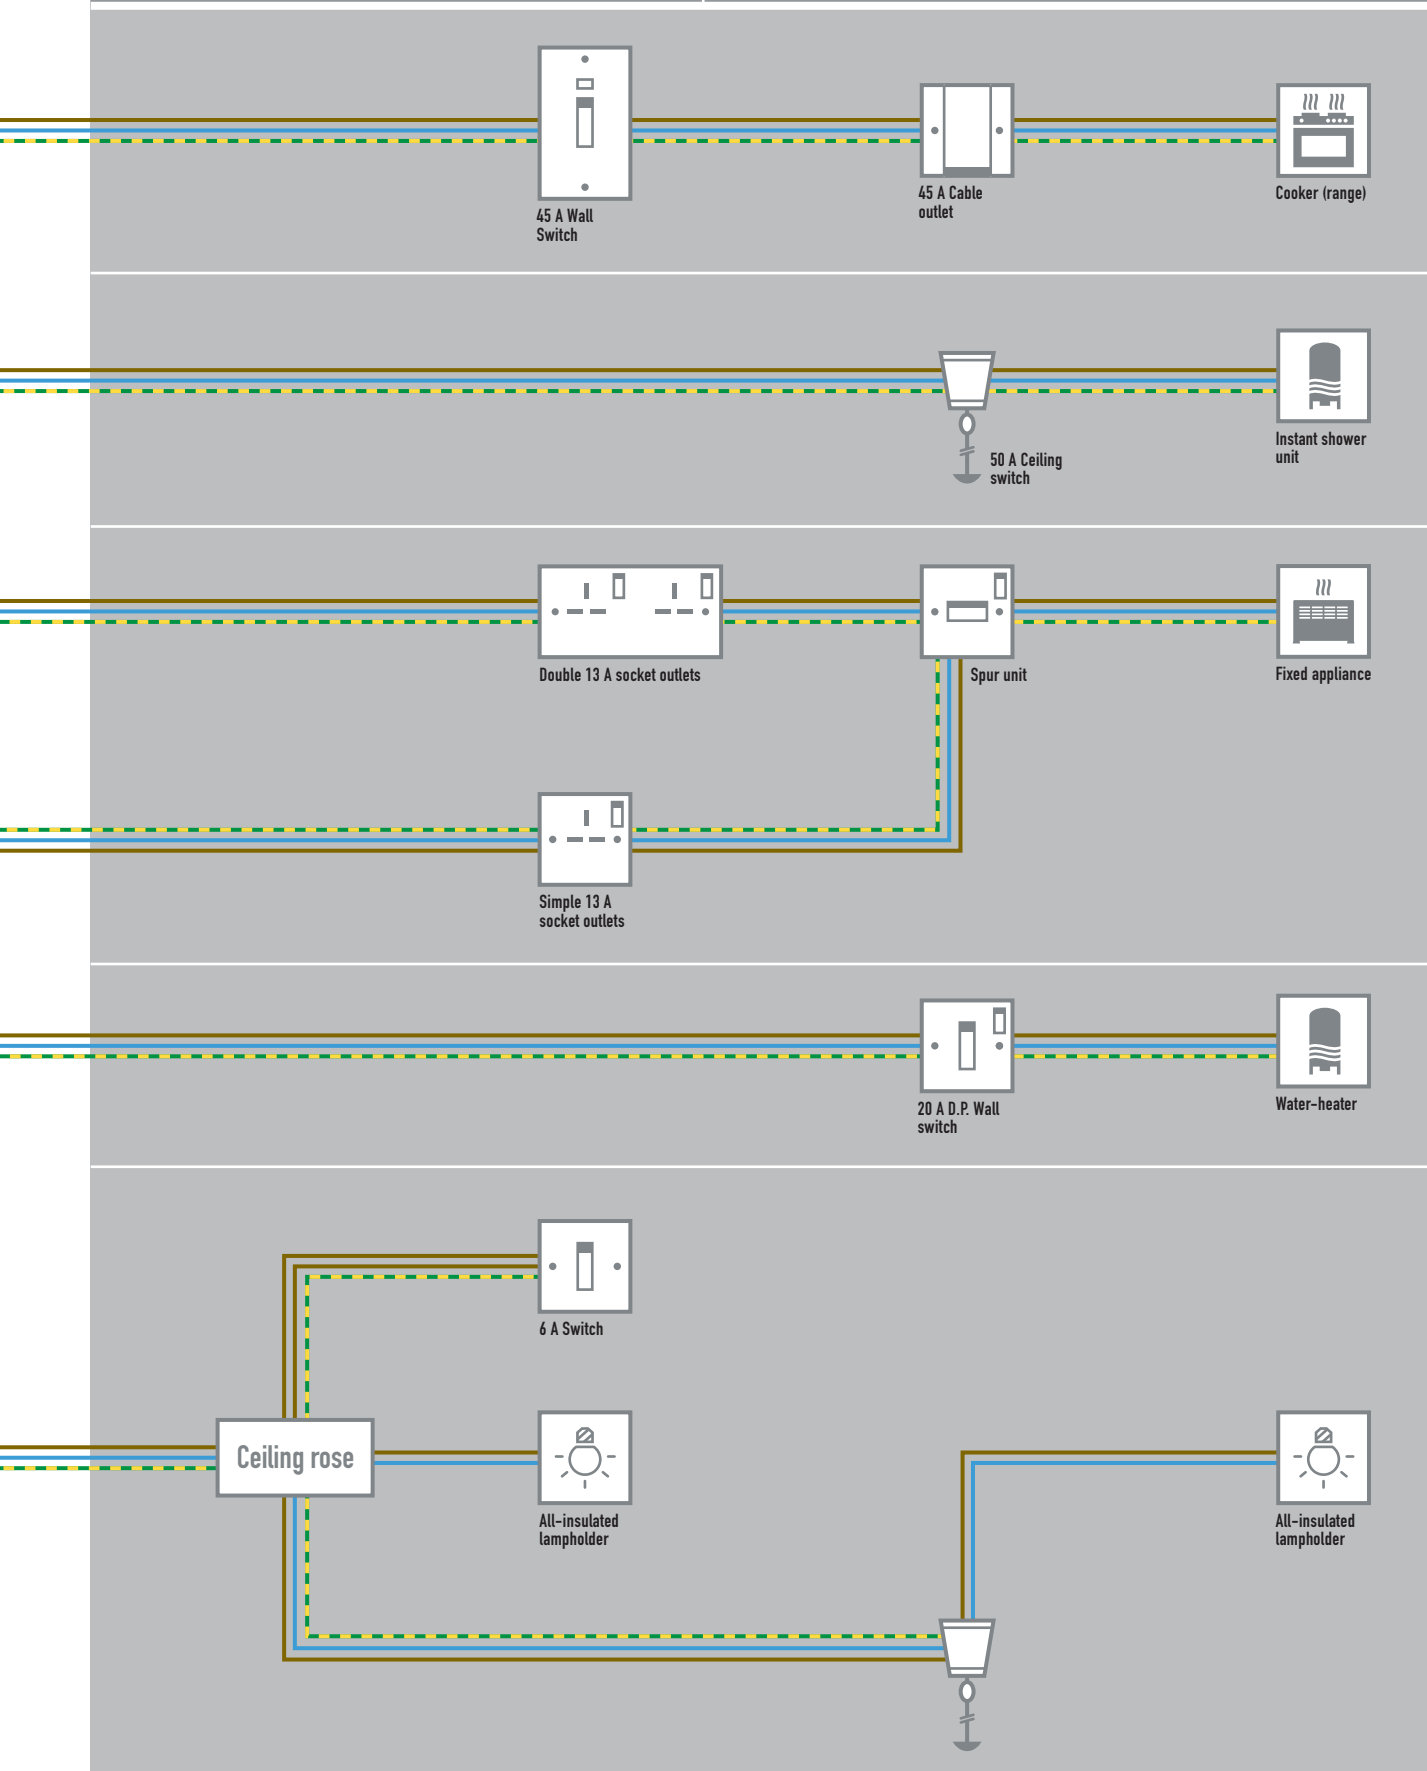 45 A Wall
Switch
45 A Cable
outlet
Cooker (range)
50 A Ceiling
switch
Instant shower
unit
Double 13 A socket outlets
Spur unit
Fixed appliance
Simple 13 A
socket outlets
20 A D.P. Wall
switch
Water-heater
6 A Switch
Ceiling rose
All-insulated
lampholder
All-insulated
lampholder